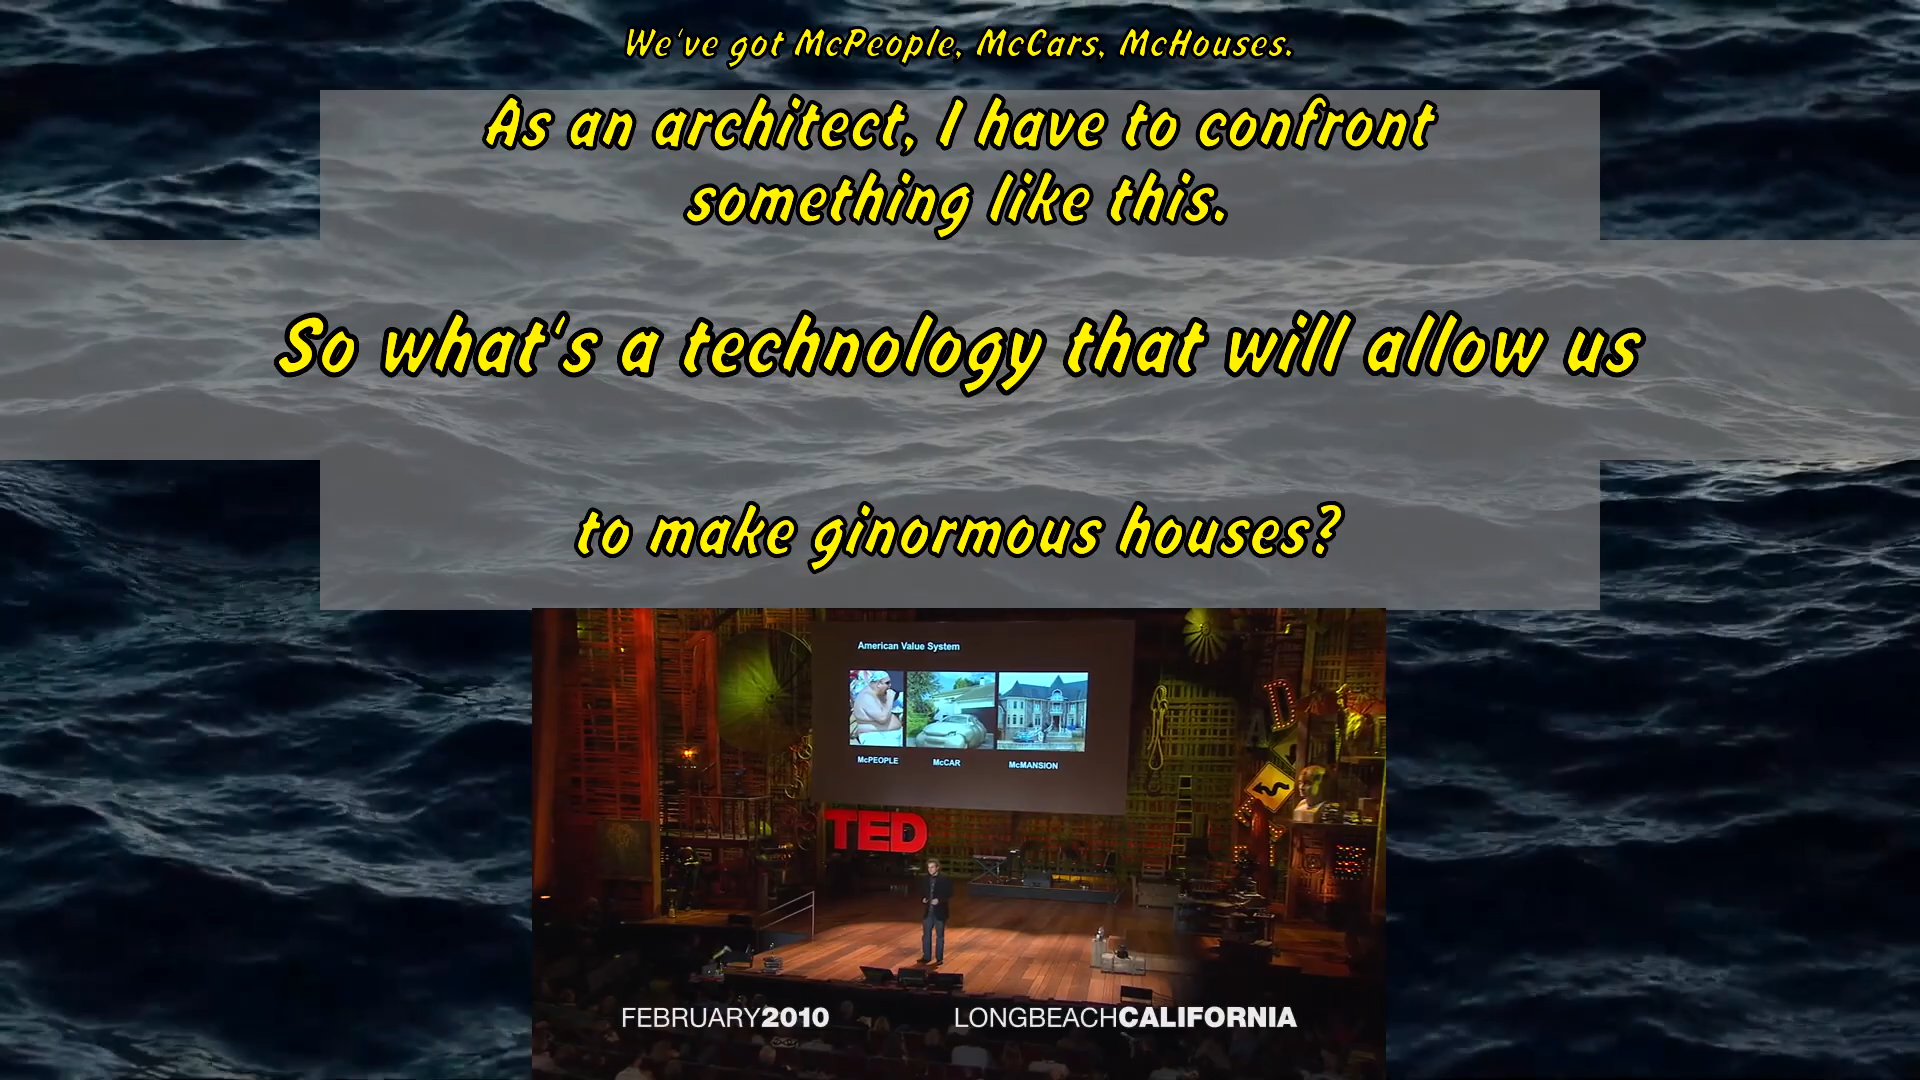 We've got McPeople, McCars, McHouses.
As an architect, I have to confront
something like this.
So what's a technology that will allow us
to make ginormous houses?
American Value System
McPEOPLE McCAR McMANSION
TED
FEBRUARY2010 LONGBEACHCALIFORNIA